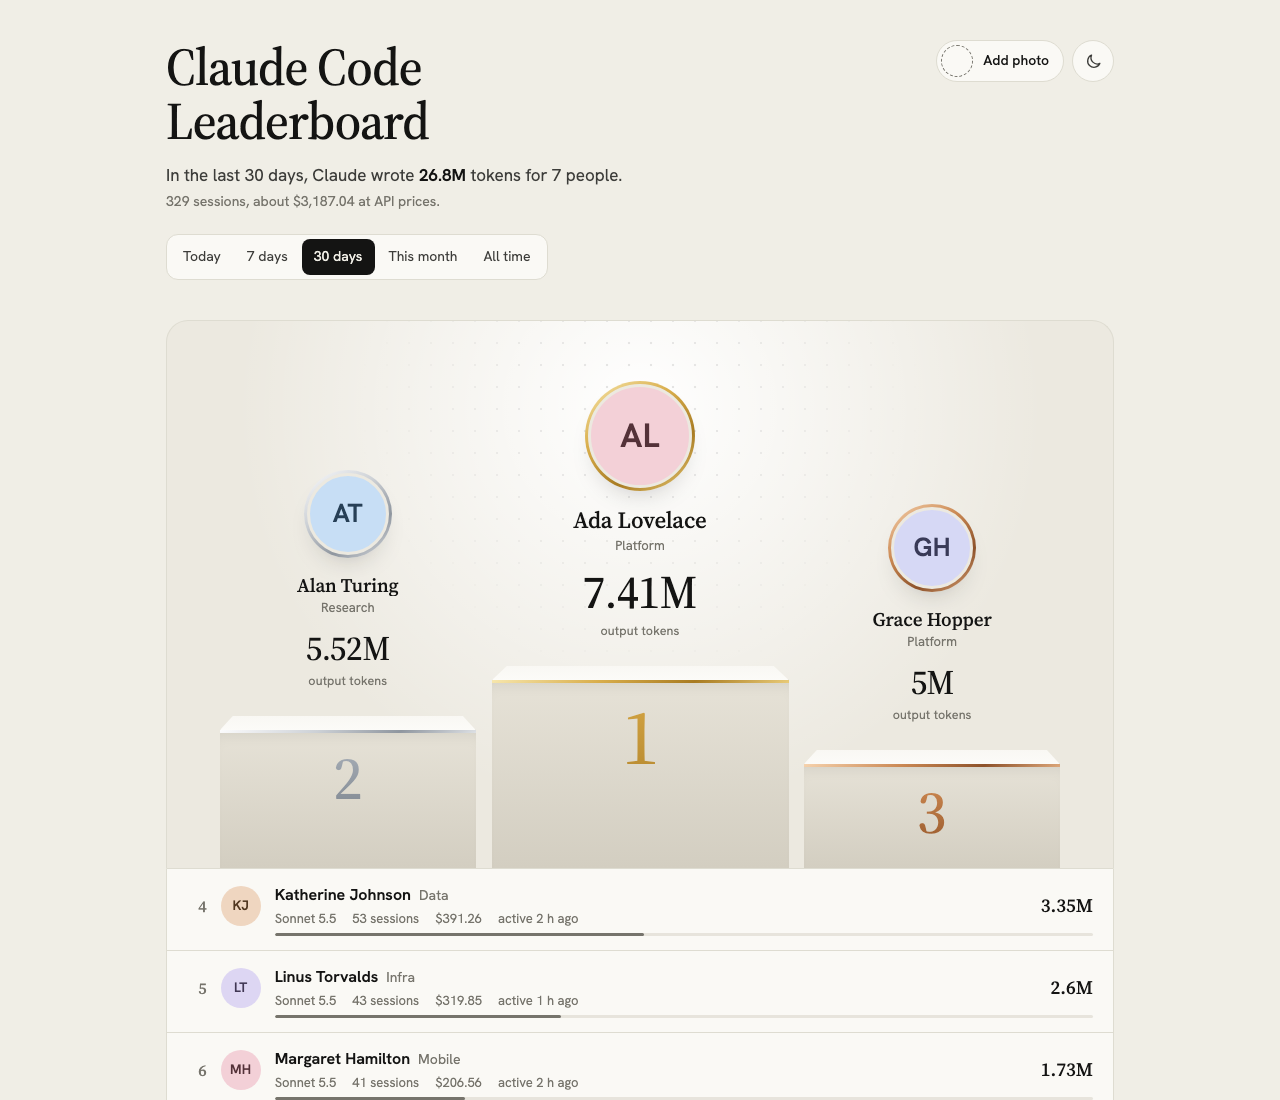 Claude Code
Leaderboard
Add photo
In the last 30 days, Claude wrote 26.8M tokens for 7 people.
329 sessions, about $3,187.04 at API prices.
Today 7 days 30 days This month All time
AL
Ada Lovelace
Platform
7.41M
output tokens
1
AT
Alan Turing
Research
5.52M
output tokens
2
GH
Grace Hopper
Platform
5M
output tokens
3
4 KJ Katherine Johnson Data 3.35M
Sonnet 5.5 53 sessions $391.26 active 2 h ago
5 LT Linus Torvalds Infra 2.6M
Sonnet 5.5 43 sessions $319.85 active 1 h ago
6 MH Margaret Hamilton Mobile 1.73M
Sonnet 5.5 41 sessions $206.56 active 2 h ago